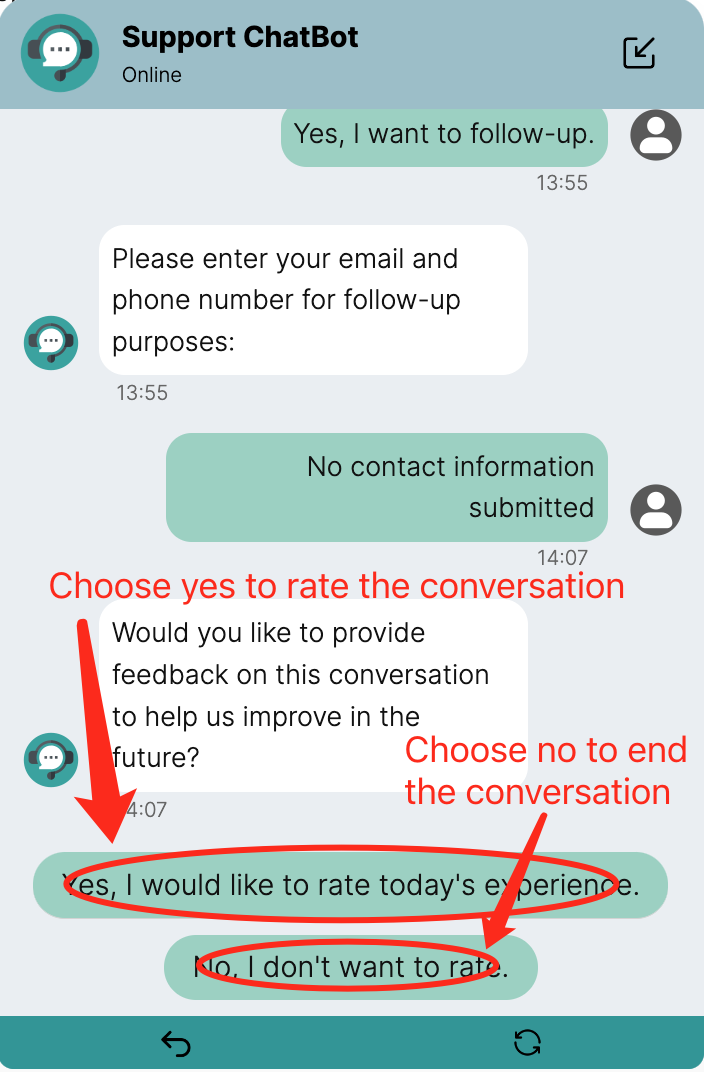 Support ChatBot
Online
Yes, I want to follow-up.
13:55
Please enter your email and
phone number for follow-up
purposes:
13:55
No contact information
submitted
14:07
Choose yes to rate the conversation
Would you like to provide
feedback on this conversation
to help us improve in the
future?
Choose no to end
the conversation
4:07
Yes, I would like to rate today's experience.
No, I don't want to rate.